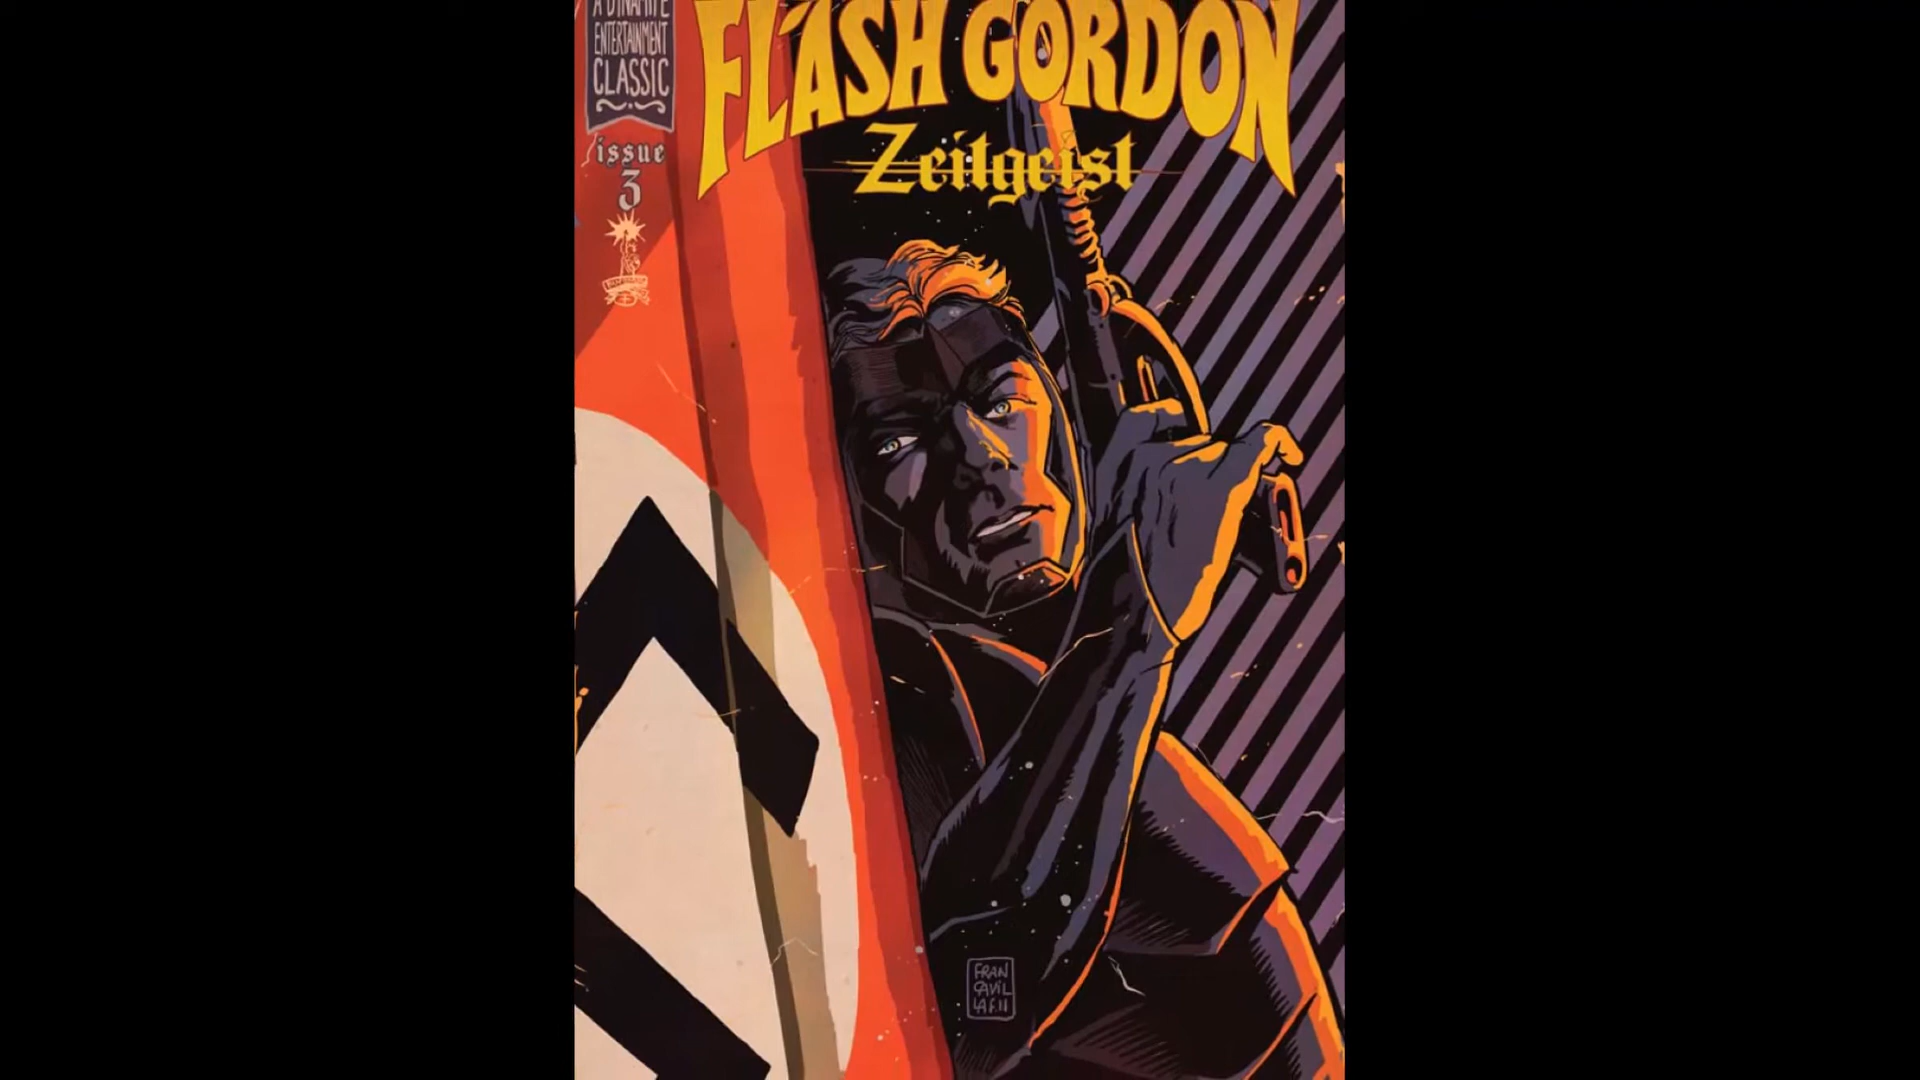 A DYNAMITE
ENTERTAINMENT
CLASSIC
issue
3
FLASH GORDON
Zeitgeist
FRAN
CAVIL
LA F. 11